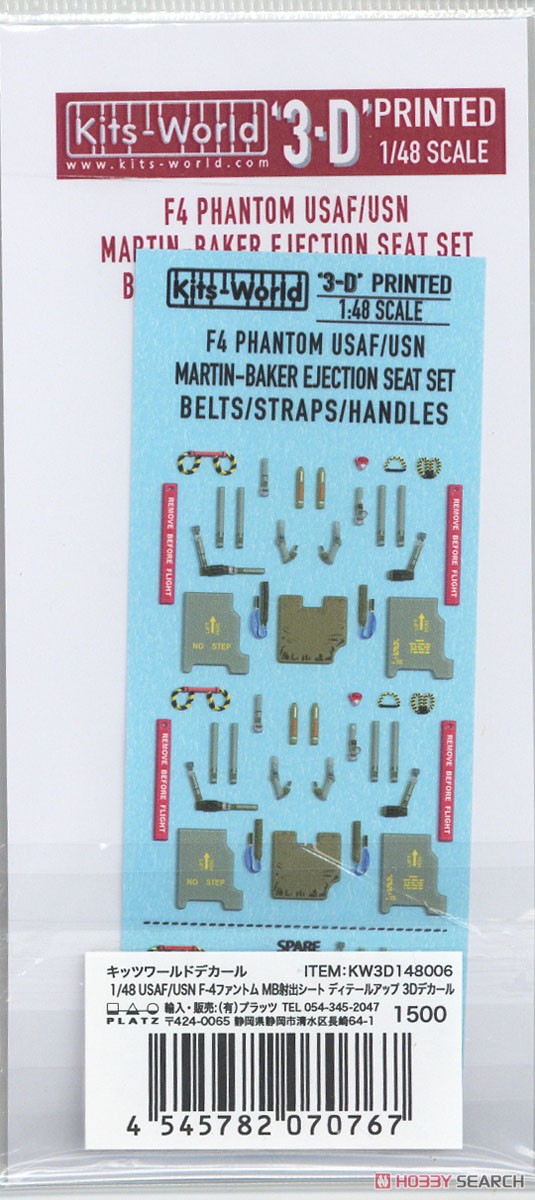 Kits-World '3-D' PRINTED
www.kits-world.com 1/48 SCALE
F4 PHANTOM USAF/USN
MARTIN-BAKER EJECTION SEAT SET
B
Kits-World "3-D" PRINTED
1:48 SCALE
F4 PHANTOM USAF/USN
MARTIN-BAKER EJECTION SEAT SET
BELTS/STRAPS/HANDLES
REMOVE BEFORE FLIGHT
REMOVE BEFORE FLIGHT
NO STEP
REMOVE BEFORE FLIGHT
REMOVE BEFORE FLIGHT
NO STEP
SPARE
キッツワールドデカール ITEM:KW3D148006
1/48 USAF/USN F-4ファントム MB射出シート ディテールアップ 3Dデカール
輸入・販売:(有)プラッツ TEL 054-345-2047
PLATZ 〒424-0065 静岡県静岡市清水区長崎64-1 1500
4 545782 070767
HOBBY SEARCH